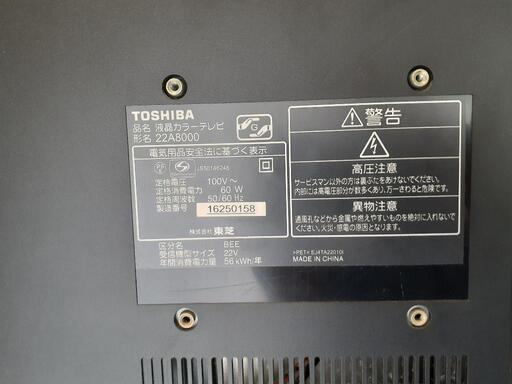 TOSHIBA
品名 液晶カラーテレビ
形名 22A8000
G
電気用品安全法に基づく表示
定格電圧 100V～
定格消費電力 60 W
定格周波数 50/60 Hz
製造番号 16250158
株式会社 東芝
区分名 BEE
受信機型サイズ 22V
年間消費電力量 56 kWh/年
警告
高圧注意
サービスマン以外の方は裏ぶたをあけないでください。
内部には高電圧部分が数多くあり、万一さわると危険です。
異物注意
通風孔などから金属や燃えやすいものを絶対に入れないで
ください。火災・感電の原因となります。
>PET< EJ4TA22010I
MADE IN CHINA